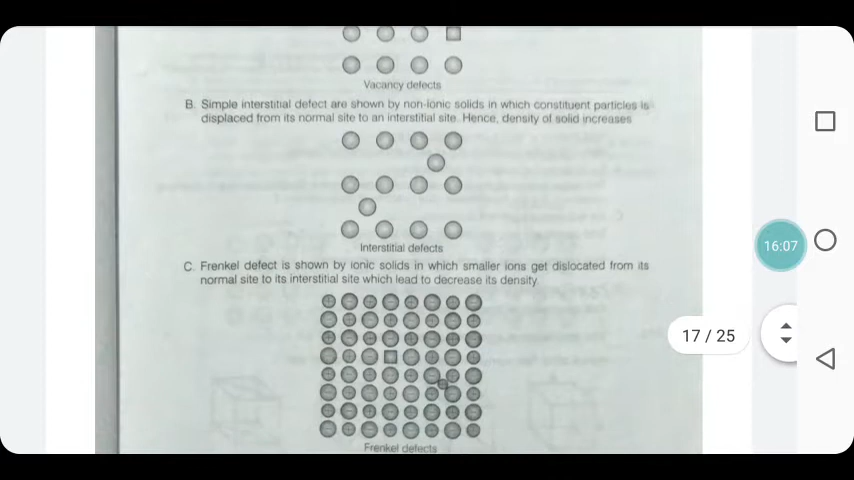 Vacancy defects
B. Simple interstitial defect are shown by non-ionic solids in which constituent particles is
displaced from its normal site to an interstitial site. Hence, density of solid increases
Interstitial defects
16:07
C. Frenkel defect is shown by ionic solids in which smaller ions get dislocated from its
normal site to its interstitial site which lead to decrease its density.
17 / 25
Frenkel defects